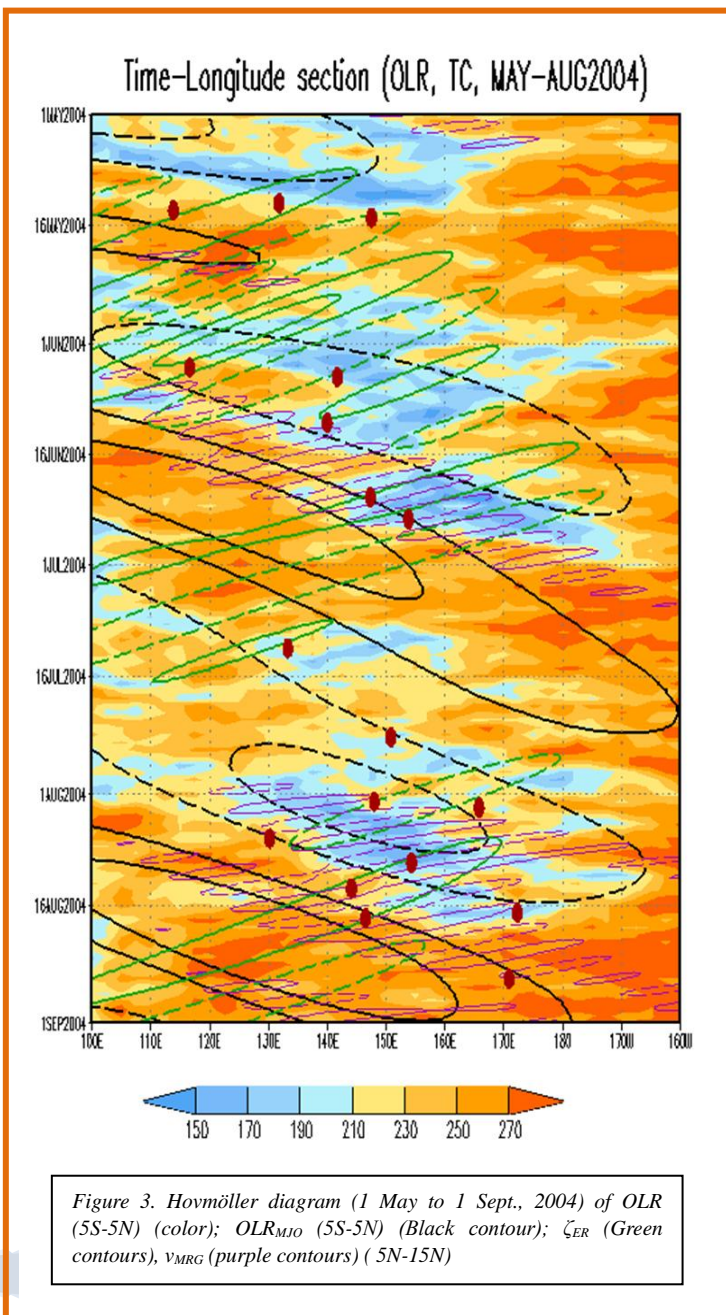 Time-Longitude section (OLR, TC, MAY-AUG2004)
1MAY2004
16MAY2004
1JUN2004
16JUN2004
1JUL2004
16JUL2004
1AUG2004
16AUG2004
1SEP2004
100E 110E 120E 130E 140E 150E 160E 170E 180 170W 160W
150 170 190 210 230 250 270
Figure 3. Hovmöller diagram (1 May to 1 Sept., 2004) of OLR
(5S-5N) (color); OLRMJO (5S-5N) (Black contour); ζER (Green
contours), vMRG (purple contours) ( 5N-15N)